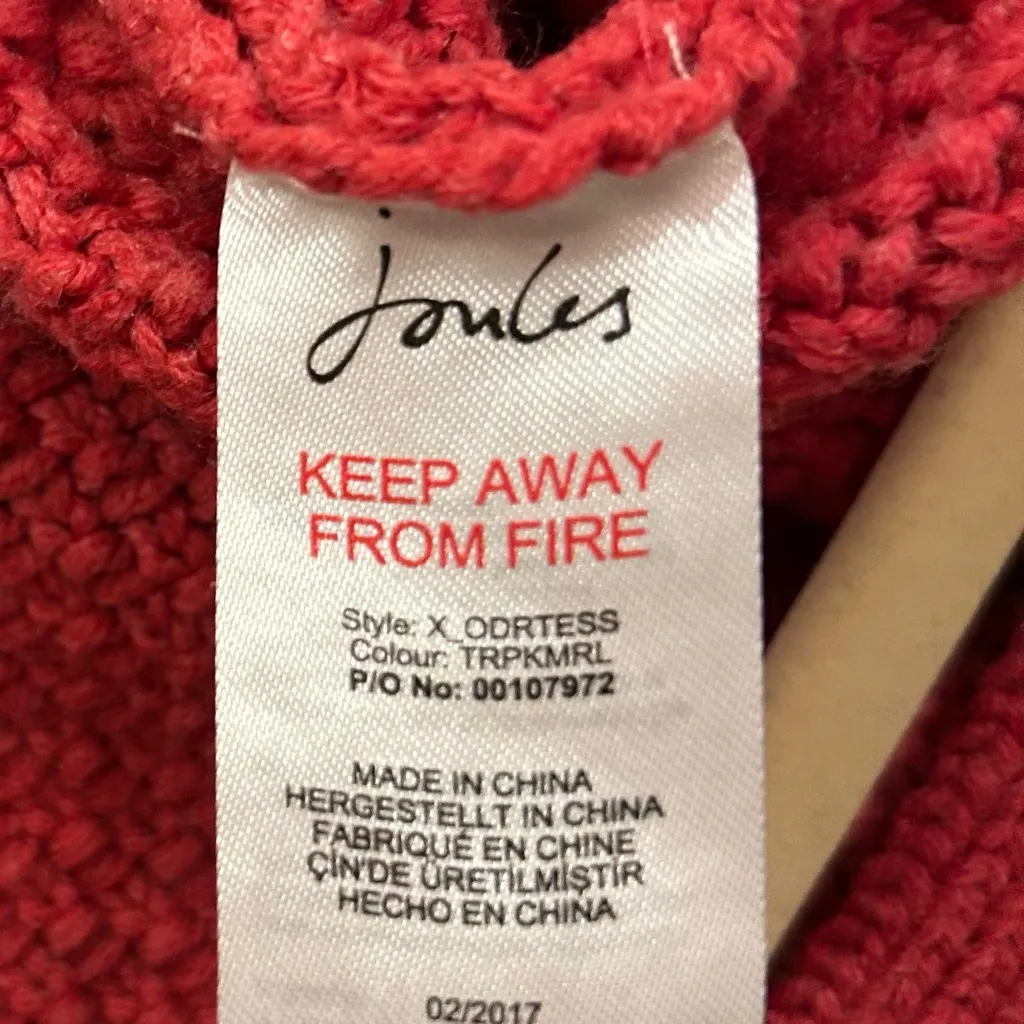 joules
KEEP AWAY
FROM FIRE
Style: X_ODRTESS
Colour: TRPKMRL
P/O No: 00107972
MADE IN CHINA
HERGESTELLT IN CHINA
FABRIQUÉ EN CHINE
ÇİN'DE ÜRETİLMİŞTİR
HECHO EN CHINA
02/2017